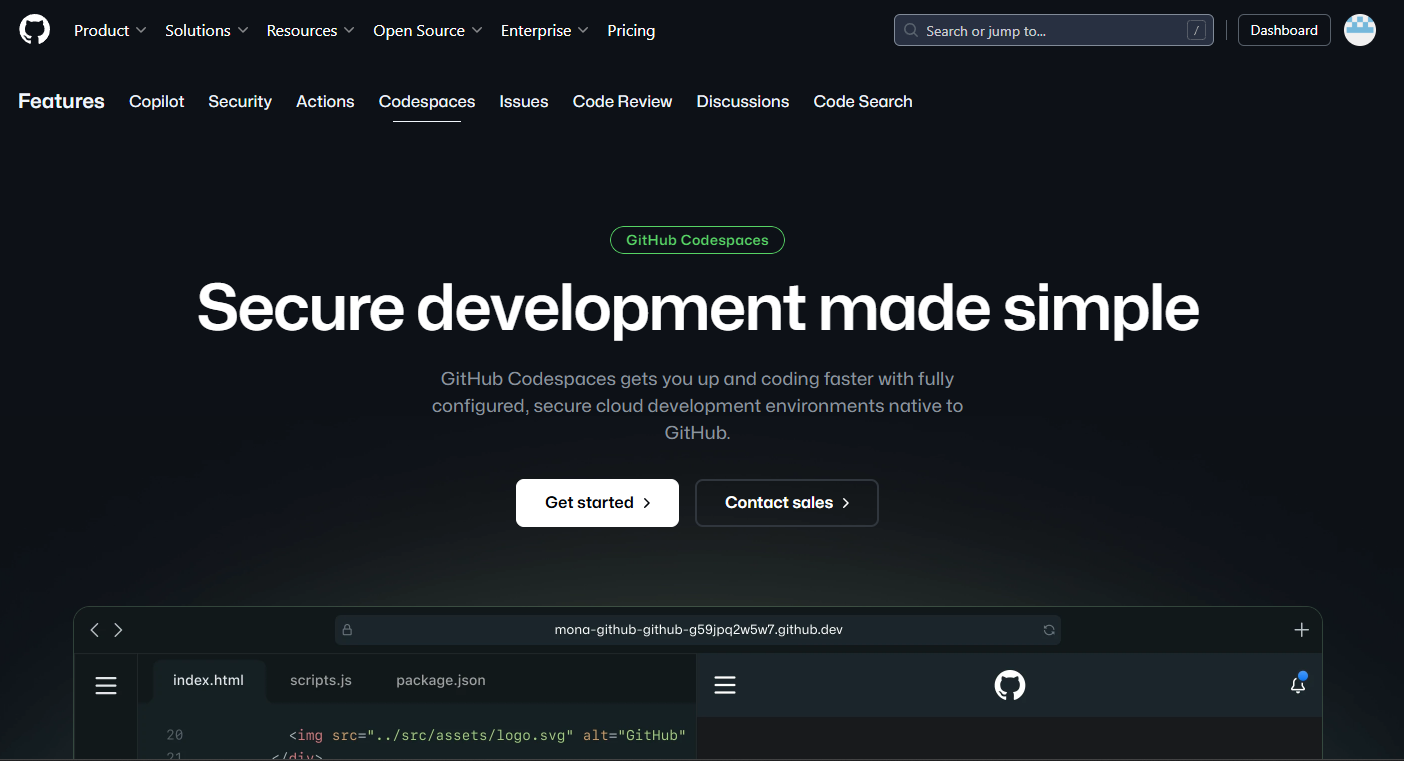 Product Solutions Resources Open Source Enterprise Pricing Search or jump to... / Dashboard
Features Copilot Security Actions Codespaces Issues Code Review Discussions Code Search
GitHub Codespaces
Secure development made simple
GitHub Codespaces gets you up and coding faster with fully
configured, secure cloud development environments native to
GitHub.
Get started Contact sales
mona-github-github-g59jpq2w5w7.github.dev
index.html scripts.js package.json
20 <img src="../src/assets/logo.svg" alt="GitHub"
21 </div>